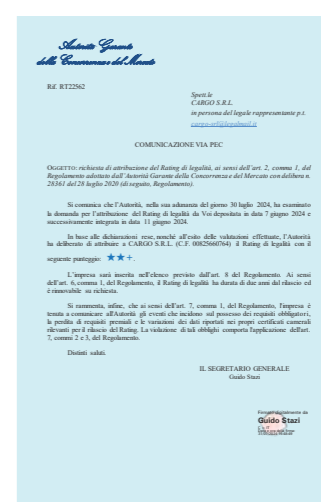 Autorità Garante
della Concorrenza e del Mercato
Rif. RT22562
Spett.le
CARGO S.R.L.
in persona del legale rappresentante p.t.
cargo-srl@legalmail.it
COMUNICAZIONE VIA PEC
OGGETTO: richiesta di attribuzione del Rating di legalità, ai sensi dell'art. 2, comma 1, del
Regolamento adottato dall'Autorità Garante della Concorrenza e del Mercato con delibera n.
28361 del 28 luglio 2020 (di seguito, Regolamento).
Si comunica che l'Autorità, nella sua adunanza del giorno 30 luglio 2024, ha esaminato
la domanda per l'attribuzione del Rating di legalità da Voi depositata in data 7 giugno 2024 e
successivamente integrata in data 11 giugno 2024.
In base alle dichiarazioni rese, nonché all'esito delle valutazioni effettuate, l'Autorità
ha deliberato di attribuire a CARGO S.R.L. (C.F. 00825660764) il Rating di legalità con il
seguente punteggio: ★★+.
L'impresa sarà inserita nell'elenco previsto dall'art. 8 del Regolamento. Ai sensi
dell'art. 6, comma 1, del Regolamento, il Rating di legalità ha durata di due anni dal rilascio ed
è rinnovabile su richiesta.
Si rammenta, infine, che ai sensi dell'art. 7, comma 1, del Regolamento, l'impresa è
tenuta a comunicare all'Autorità gli eventi che incidono sul possesso dei requisiti obbligatori,
la perdita di requisiti premiali e le variazioni dei dati riportati nei propri certificati camerali
rilevanti per il rilascio del Rating. La violazione di tali obblighi comporta l'applicazione dell'art.
7, commi 2 e 3, del Regolamento.
Distinti saluti.
IL SEGRETARIO GENERALE
Guido Stazi
Firmato digitalmente da
Guido Stazi